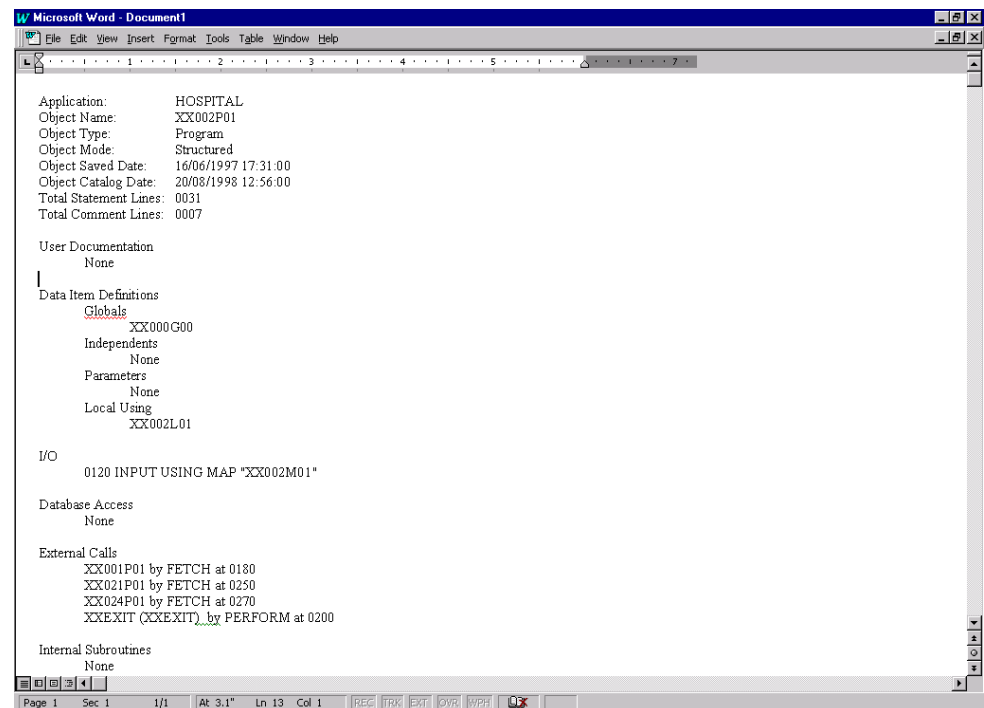 Microsoft Word - Document1
File Edit View Insert Format Tools Table Window Help
1 2 3 4 5 7
Application: HOSPITAL
Object Name: XX002P01
Object Type: Program
Object Mode: Structured
Object Saved Date: 16/06/1997 17:31:00
Object Catalog Date: 20/08/1998 12:56:00
Total Statement Lines: 0031
Total Comment Lines: 0007
User Documentation
None
Data Item Definitions
Globals
XX000G00
Independents
None
Parameters
None
Local Using
XX002L01
I/O
0120 INPUT USING MAP "XX002M01"
Database Access
None
External Calls
XX001P01 by FETCH at 0180
XX021P01 by FETCH at 0250
XX024P01 by FETCH at 0270
XXEXIT (XXEXIT) by PERFORM at 0200
Internal Subroutines
None
Page 1 Sec 1 1/1 At 3.1" Ln 13 Col 1 REC TRK EXT OVR WPH